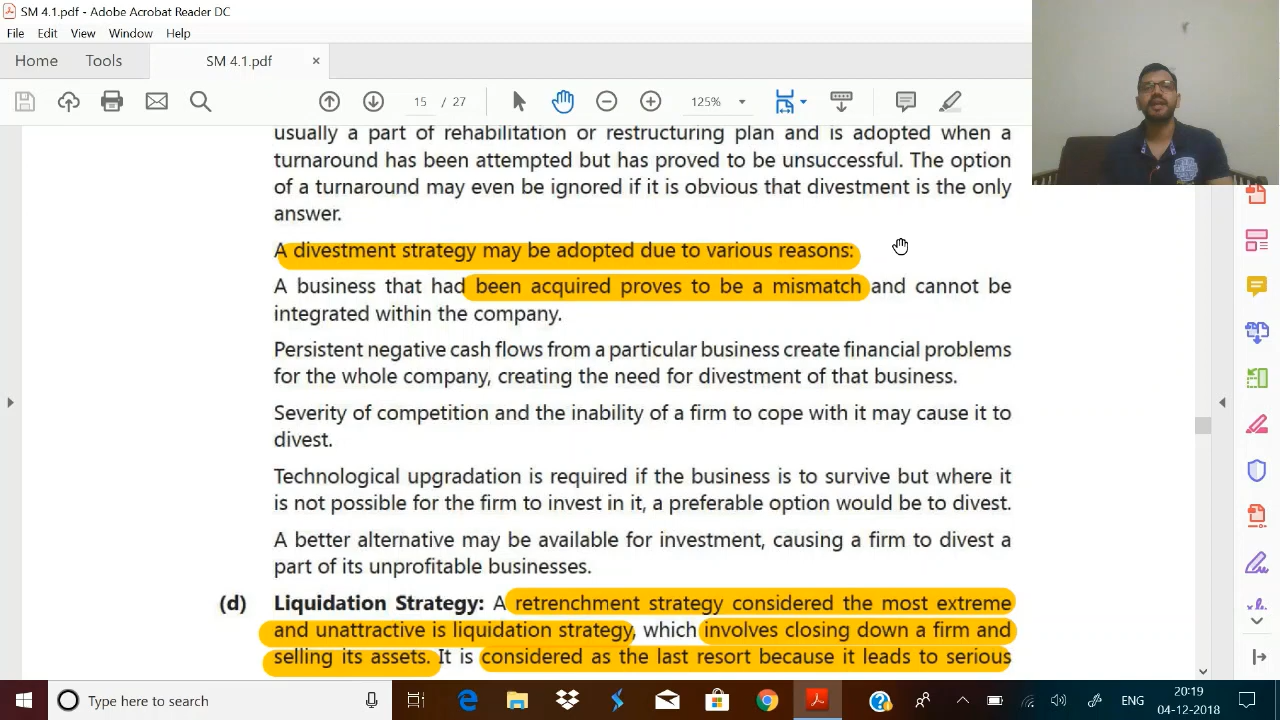 SM 4.1.pdf - Adobe Acrobat Reader DC
File Edit View Window Help
Home Tools SM 4.1.pdf ×
15 / 27 125%
usually a part of rehabilitation or restructuring plan and is adopted when a
turnaround has been attempted but has proved to be unsuccessful. The option
of a turnaround may even be ignored if it is obvious that divestment is the only
answer.
A divestment strategy may be adopted due to various reasons:
A business that had been acquired proves to be a mismatch and cannot be
integrated within the company.
Persistent negative cash flows from a particular business create financial problems
for the whole company, creating the need for divestment of that business.
Severity of competition and the inability of a firm to cope with it may cause it to
divest.
Technological upgradation is required if the business is to survive but where it
is not possible for the firm to invest in it, a preferable option would be to divest.
A better alternative may be available for investment, causing a firm to divest a
part of its unprofitable businesses.
(d) Liquidation Strategy: A retrenchment strategy considered the most extreme
and unattractive is liquidation strategy, which involves closing down a firm and
selling its assets. It is considered as the last resort because it leads to serious
Type here to search
ENG
20:19
04-12-2018